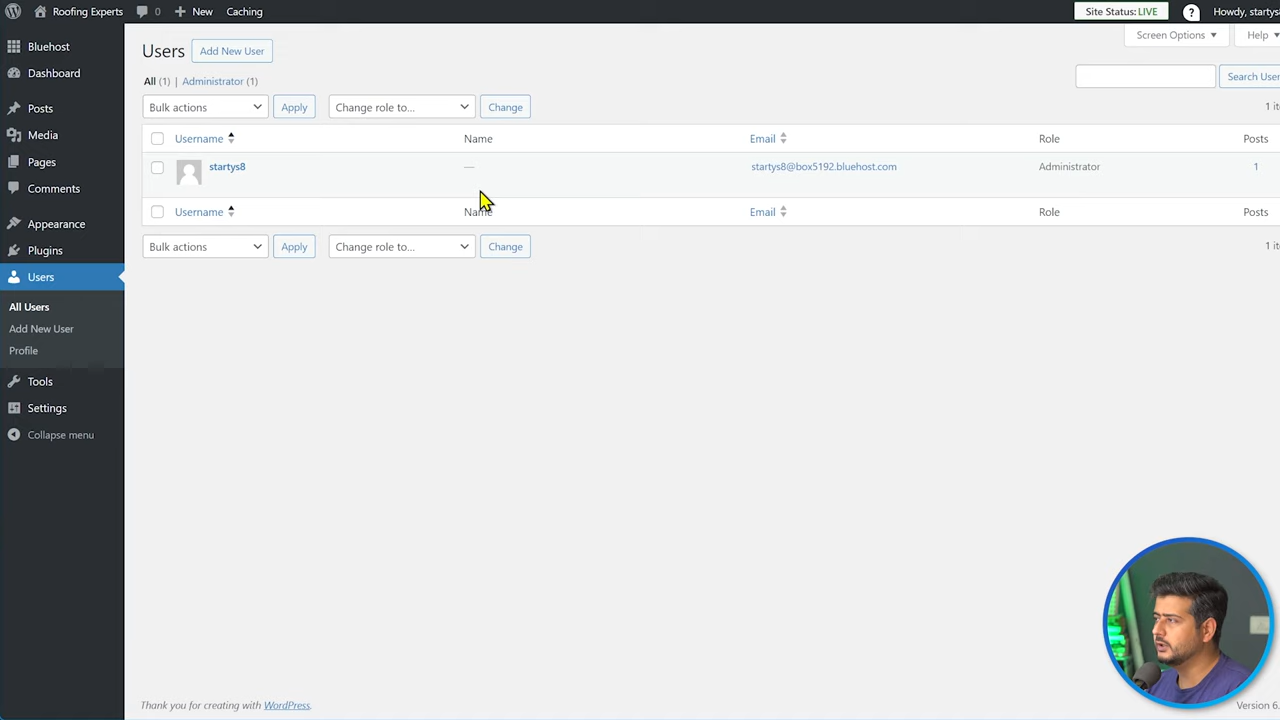 Roofing Experts 0 New Caching Site Status: LIVE ? Howdy, startys8
Bluehost
Dashboard
Posts
Media
Pages
Comments
Appearance
Plugins
Users
All Users
Add New User
Profile
Tools
Settings
Collapse menu
Screen Options Help
Users Add New User
All (1) | Administrator (1)
Search User
Bulk actions Apply Change role to... Change
Username Name Email Role Posts
startys8 — startys8@box5192.bluehost.com Administrator 1
Username Name Email Role Posts
Bulk actions Apply Change role to... Change
Thank you for creating with WordPress.
Version 6.